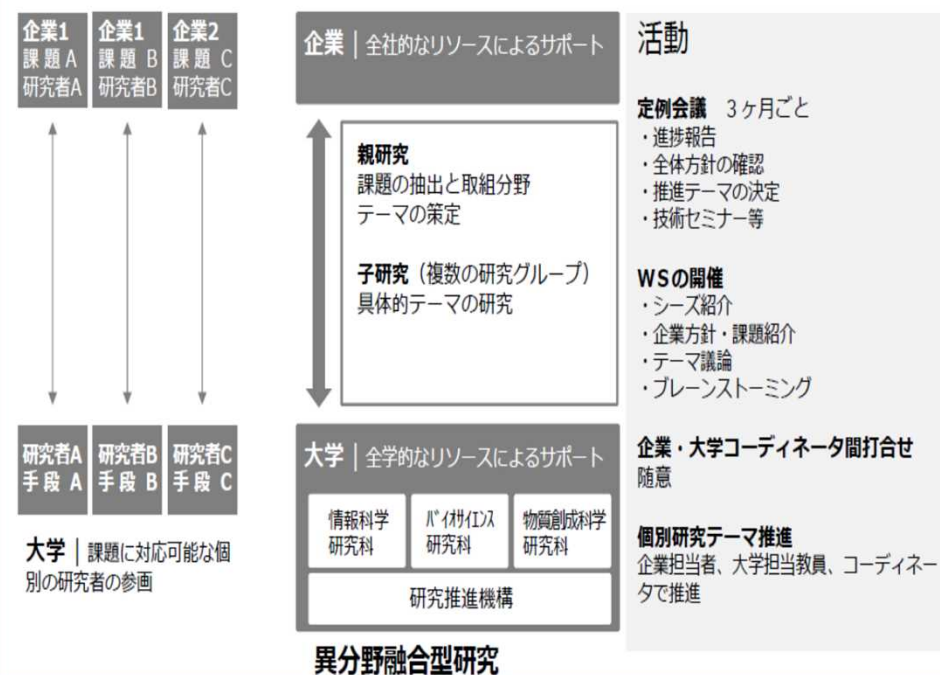 企業1
課題A
研究者A
企業1
課題 B
研究者B
企業2
課題 C
研究者C
研究者A
手段 A
研究者B
手段 B
研究者C
手段 C
大学｜課題に対応可能な個
別の研究者の参画
企業｜全社的なリソースによるサポート
親研究
課題の抽出と取組分野
テーマの策定
子研究（複数の研究グループ）
具体的テーマの研究
大学｜全学的なリソースによるサポート
情報科学
研究科
ﾊﾞｲｵｻｲｴﾝｽ
研究科
物質創成科学
研究科
研究推進機構
異分野融合型研究
活動
定例会議　３ヶ月ごと
・進捗報告
・全体方針の確認
・推進テーマの決定
・技術セミナー等
WSの開催
・シーズ紹介
・企業方針・課題紹介
・テーマ議論
・ブレーンストーミング
企業・大学コーディネータ間打合せ
随意
個別研究テーマ推進
企業担当者、大学担当教員、コーディネー
タで推進